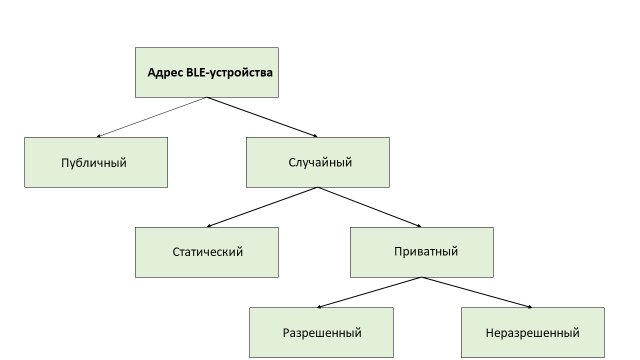 Адрес BLE-устройства
Публичный
Случайный
Статический
Приватный
Разрешенный
Неразрешенный